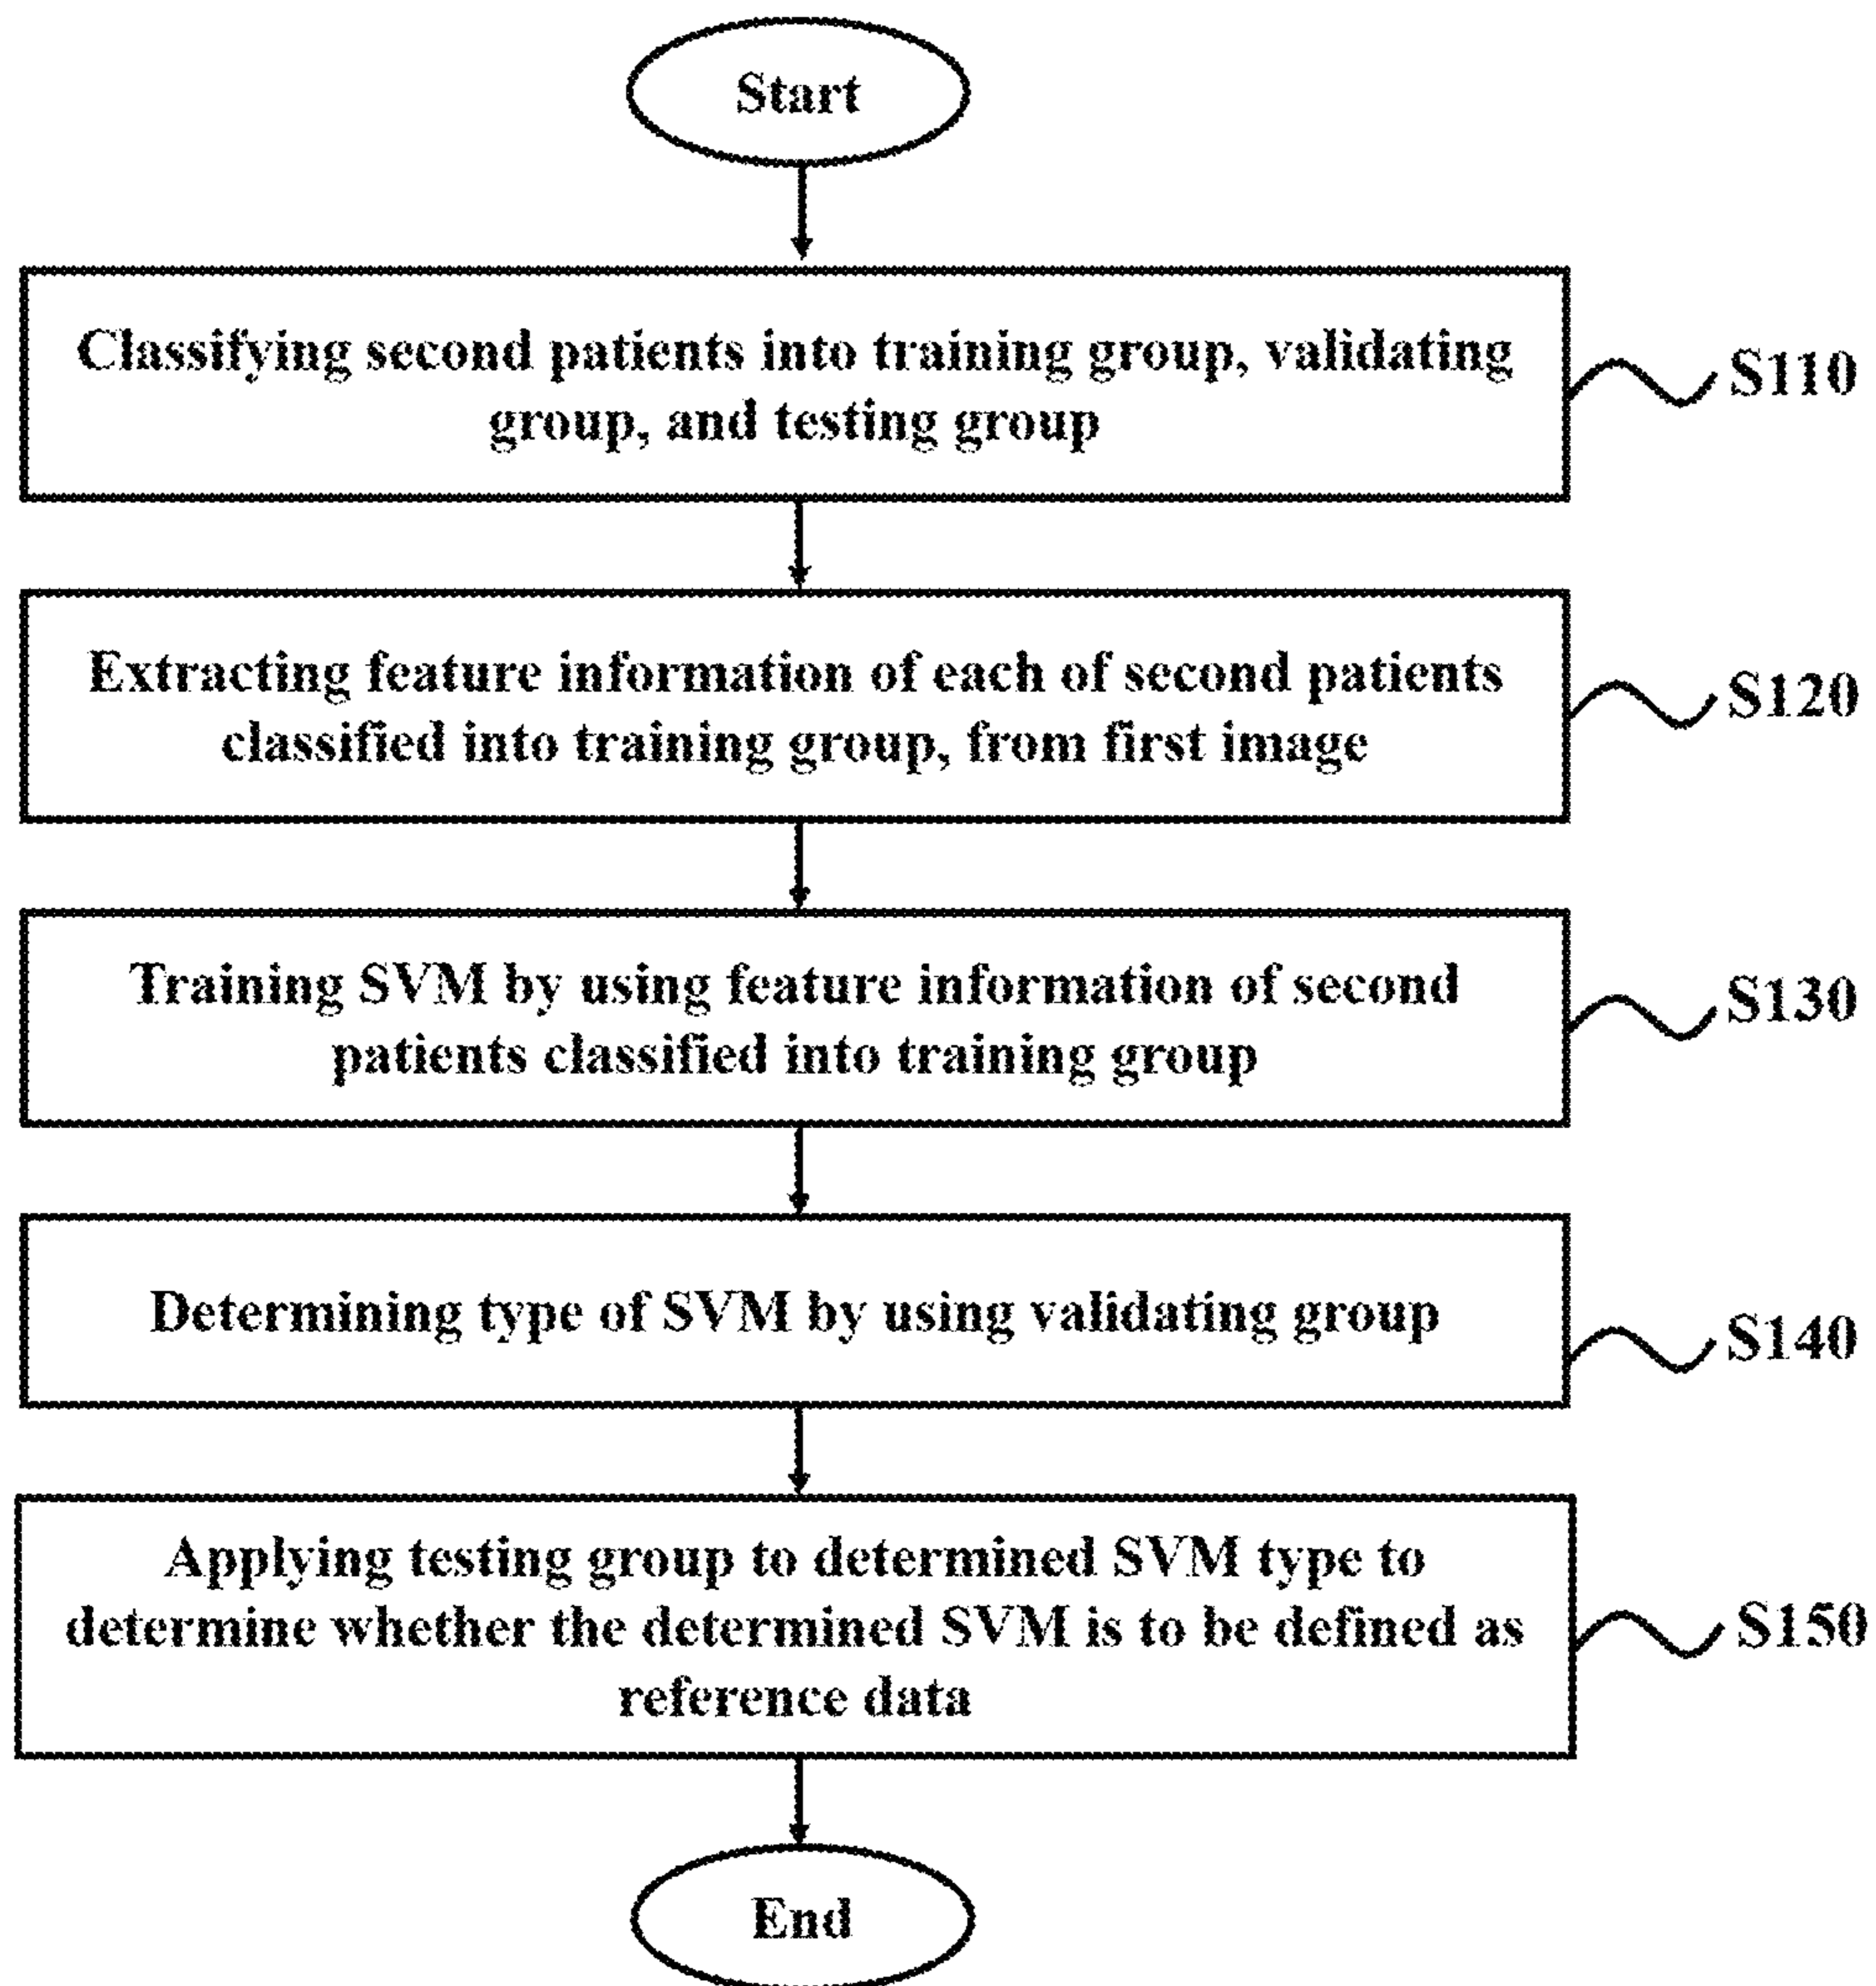 Start
Classifying second patients into training group, validating
group, and testing group
S110
Extracting feature information of each of second patients
classified into training group, from first image
S120
Training SVM by using feature information of second
patients classified into training group
S130
Determining type of SVM by using validating group
S140
Applying testing group to determined SVM type to
determine whether the determined SVM is to be defined as
reference data
S150
End